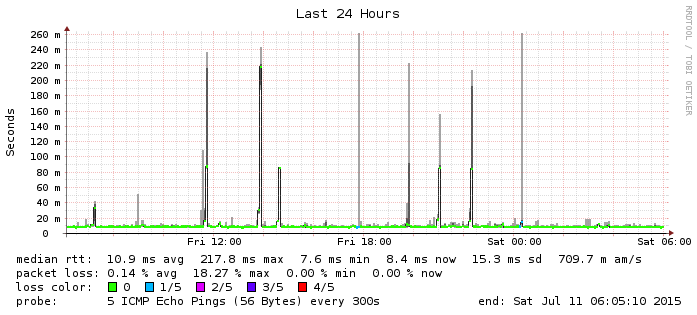 Last 24 Hours
RRDTOOL / TOBI OETIKER
Seconds
260 m
240 m
220 m
200 m
180 m
160 m
140 m
120 m
100 m
80 m
60 m
40 m
20 m
0
Fri 12:00 Fri 18:00 Sat 00:00 Sat 06:00
median rtt: 10.9 ms avg 217.8 ms max 7.6 ms min 8.4 ms now 15.3 ms sd 709.7 m am/s
packet loss: 0.14 % avg 18.27 % max 0.00 % min 0.00 % now
loss color: 0 1/5 2/5 3/5 4/5
probe: 5 ICMP Echo Pings (56 Bytes) every 300s end: Sat Jul 11 06:05:10 2015